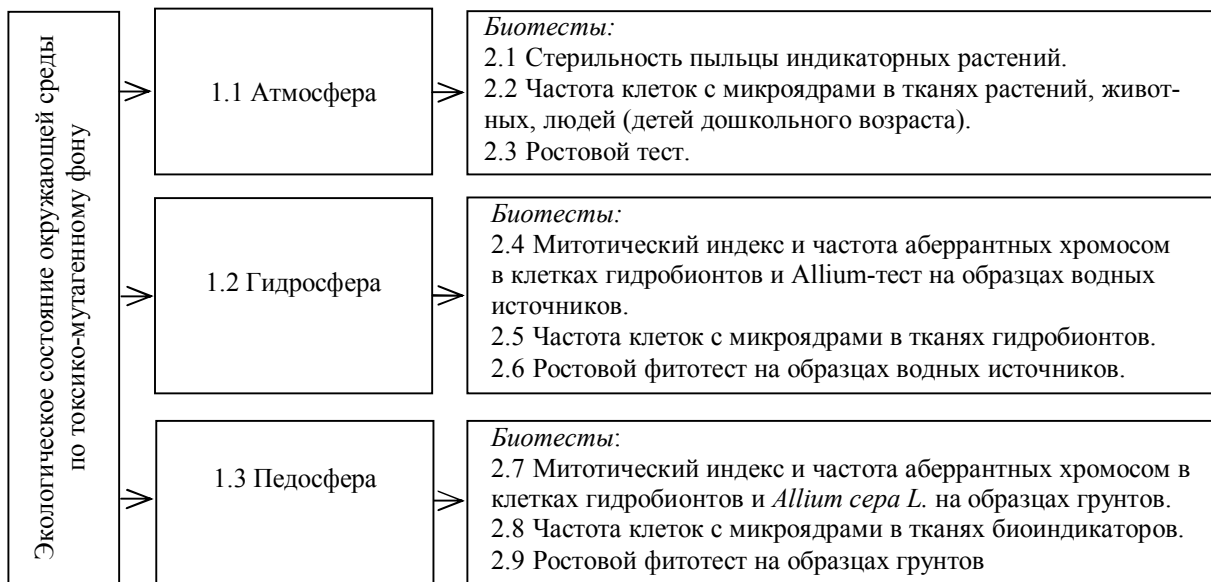 Экологическое состояние окружающей среды
по токсико-мутагенному фону
1.1 Атмосфера
Биотесты:
2.1 Стерильность пыльцы индикаторных растений.
2.2 Частота клеток с микроядрами в тканях растений, живот-
ных, людей (детей дошкольного возраста).
2.3 Ростовой тест.
1.2 Гидросфера
Биотесты:
2.4 Митотический индекс и частота аберрантных хромосом
в клетках гидробионтов и Allium-тест на образцах водных
источников.
2.5 Частота клеток с микроядрами в тканях гидробионтов.
2.6 Ростовой фитотест на образцах водных источников.
1.3 Педосфера
Биотесты:
2.7 Митотический индекс и частота аберрантных хромосом в
клетках гидробионтов и Allium cepa L. на образцах грунтов.
2.8 Частота клеток с микроядрами в тканях биоиндикаторов.
2.9 Ростовой фитотест на образцах грунтов